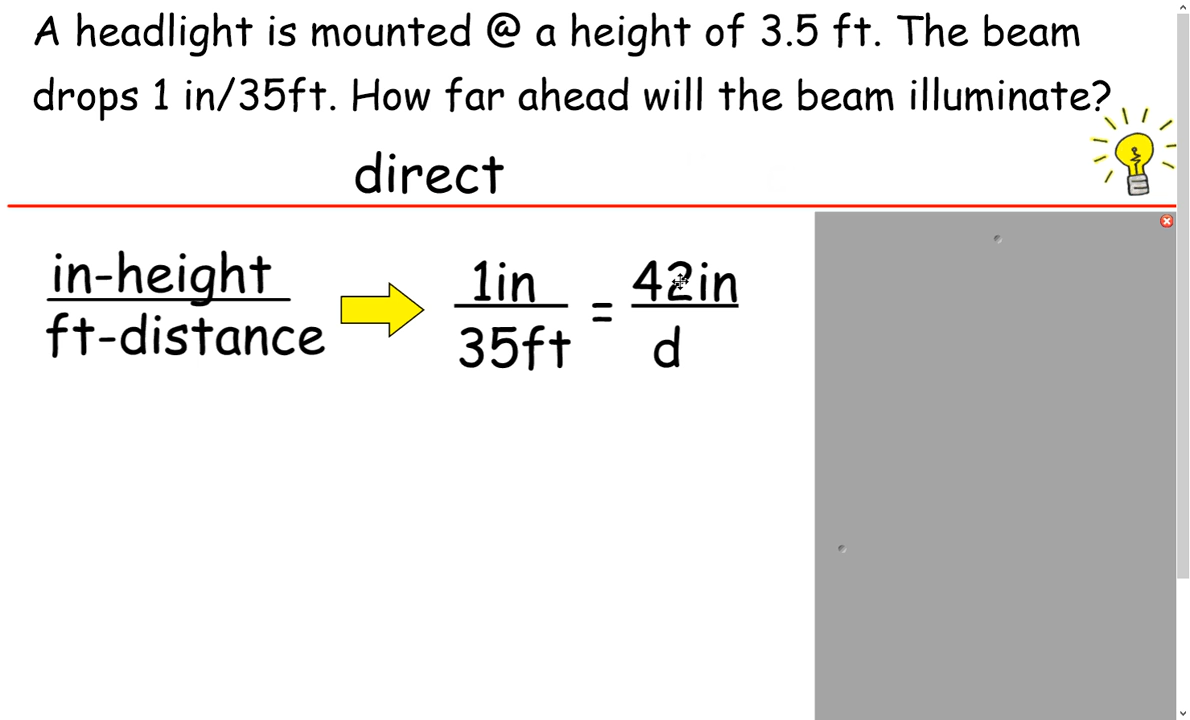 A headlight is mounted @ a height of 3.5 ft. The beam
drops 1 in/35ft. How far ahead will the beam illuminate?
direct
in-height
ft-distance
1in
35ft
=
42in
d